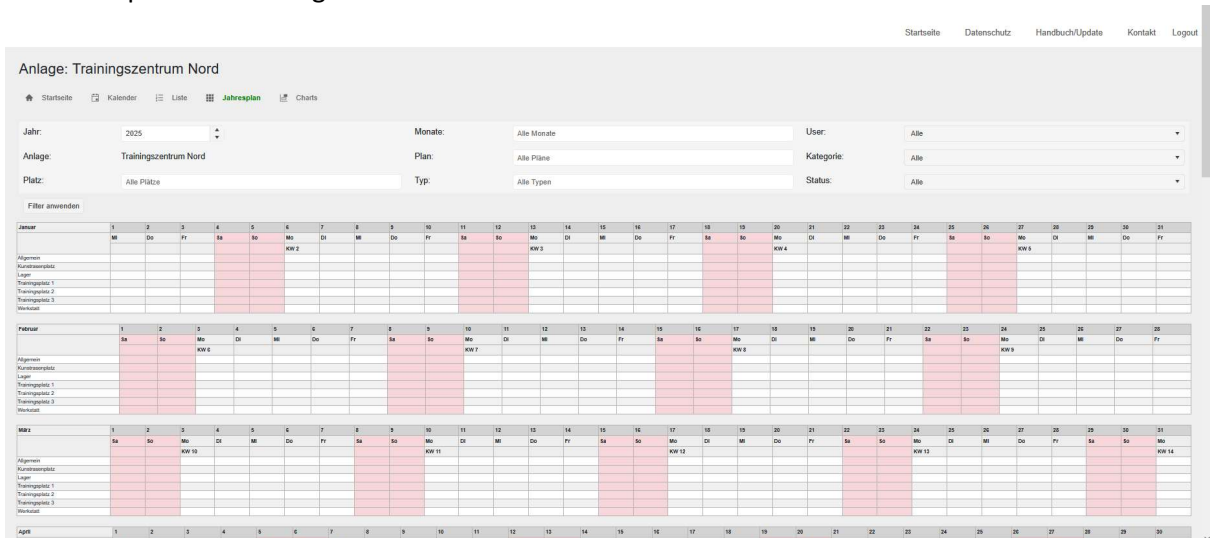 Startseite Datenschutz Handbuch/Update Kontakt Logout
Anlage: Trainingszentrum Nord
Startseite Kalender Liste Jahresplan Charts
Jahr: 2025 Monate: Alle Monate User: Alle
Anlage: Trainingszentrum Nord Plan: Alle Pläne Kategorie: Alle
Platz: Alle Plätze Typ: Alle Typen Status: Alle
Filter anwenden
Januar 1 2 3 4 5 6 7 8 9 10 11 12 13 14 15 16 17 18 19 20 21 22 23 24 25 26 27 28 29 30 31
Mi Do Fr Sa So Mo Di Mi Do Fr Sa So Mo Di Mi Do Fr Sa So Mo Di Mi Do Fr Sa So Mo Di Mi Do Fr
KW 2 KW 3 KW 4 KW 5
Allgemein
Kunstrasenplatz
Lager
Trainingsplatz 1
Trainingsplatz 2
Trainingsplatz 3
Werkstatt
Februar 1 2 3 4 5 6 7 8 9 10 11 12 13 14 15 16 17 18 19 20 21 22 23 24 25 26 27 28
Sa So Mo Di Mi Do Fr Sa So Mo Di Mi Do Fr Sa So Mo Di Mi Do Fr Sa So Mo Di Mi Do Fr
KW 6 KW 7 KW 8 KW 9
Allgemein
Kunstrasenplatz
Lager
Trainingsplatz 1
Trainingsplatz 2
Trainingsplatz 3
Werkstatt
März 1 2 3 4 5 6 7 8 9 10 11 12 13 14 15 16 17 18 19 20 21 22 23 24 25 26 27 28 29 30 31
Sa So Mo Di Mi Do Fr Sa So Mo Di Mi Do Fr Sa So Mo Di Mi Do Fr Sa So Mo Di Mi Do Fr Sa So Mo
KW 10 KW 11 KW 12 KW 13 KW 14
Allgemein
Kunstrasenplatz
Lager
Trainingsplatz 1
Trainingsplatz 2
Trainingsplatz 3
Werkstatt
April 1 2 3 4 5 6 7 8 9 10 11 12 13 14 15 16 17 18 19 20 21 22 23 24 25 26 27 28 29 30